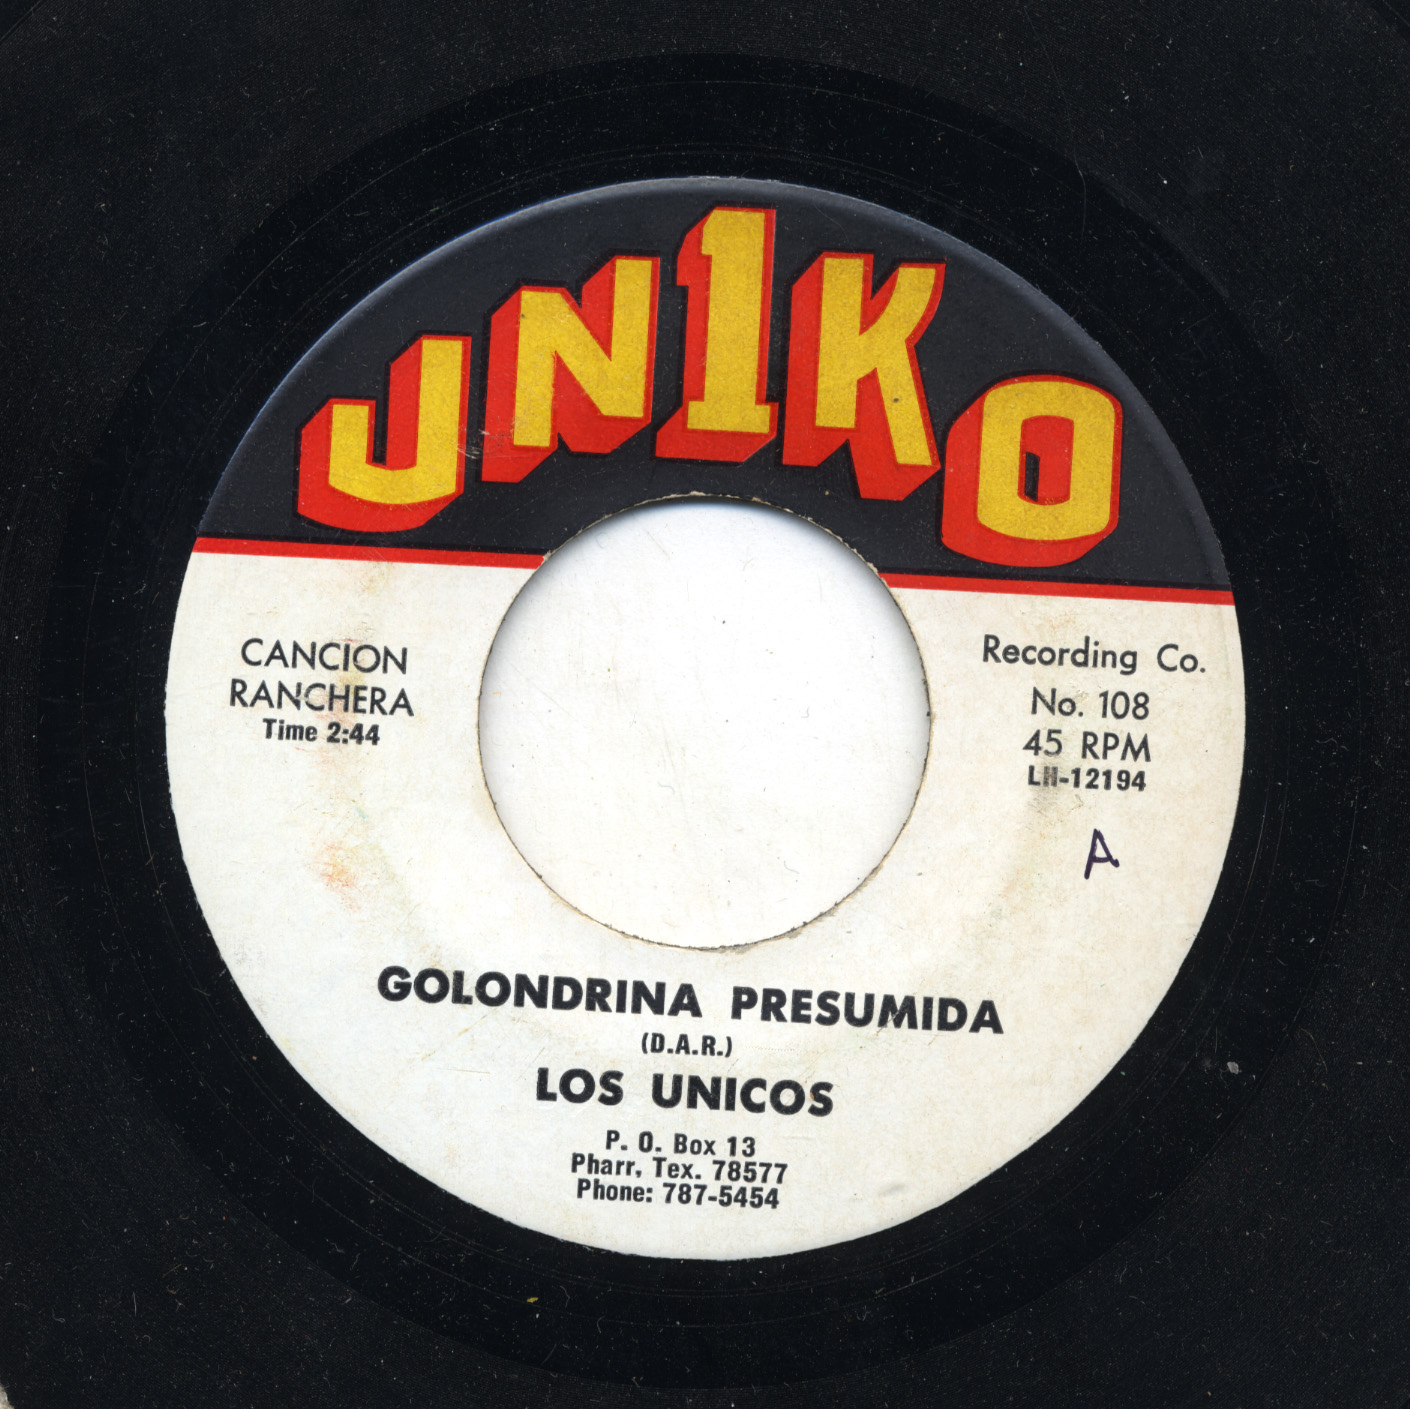 UN1KO
CANCION
RANCHERA
Time 2:44
Recording Co.
No. 108
45 RPM
LH-12194
A
GOLONDRINA PRESUMIDA
(D.A.R.)
LOS UNICOS
P. O. Box 13
Pharr, Tex. 78577
Phone: 787-5454